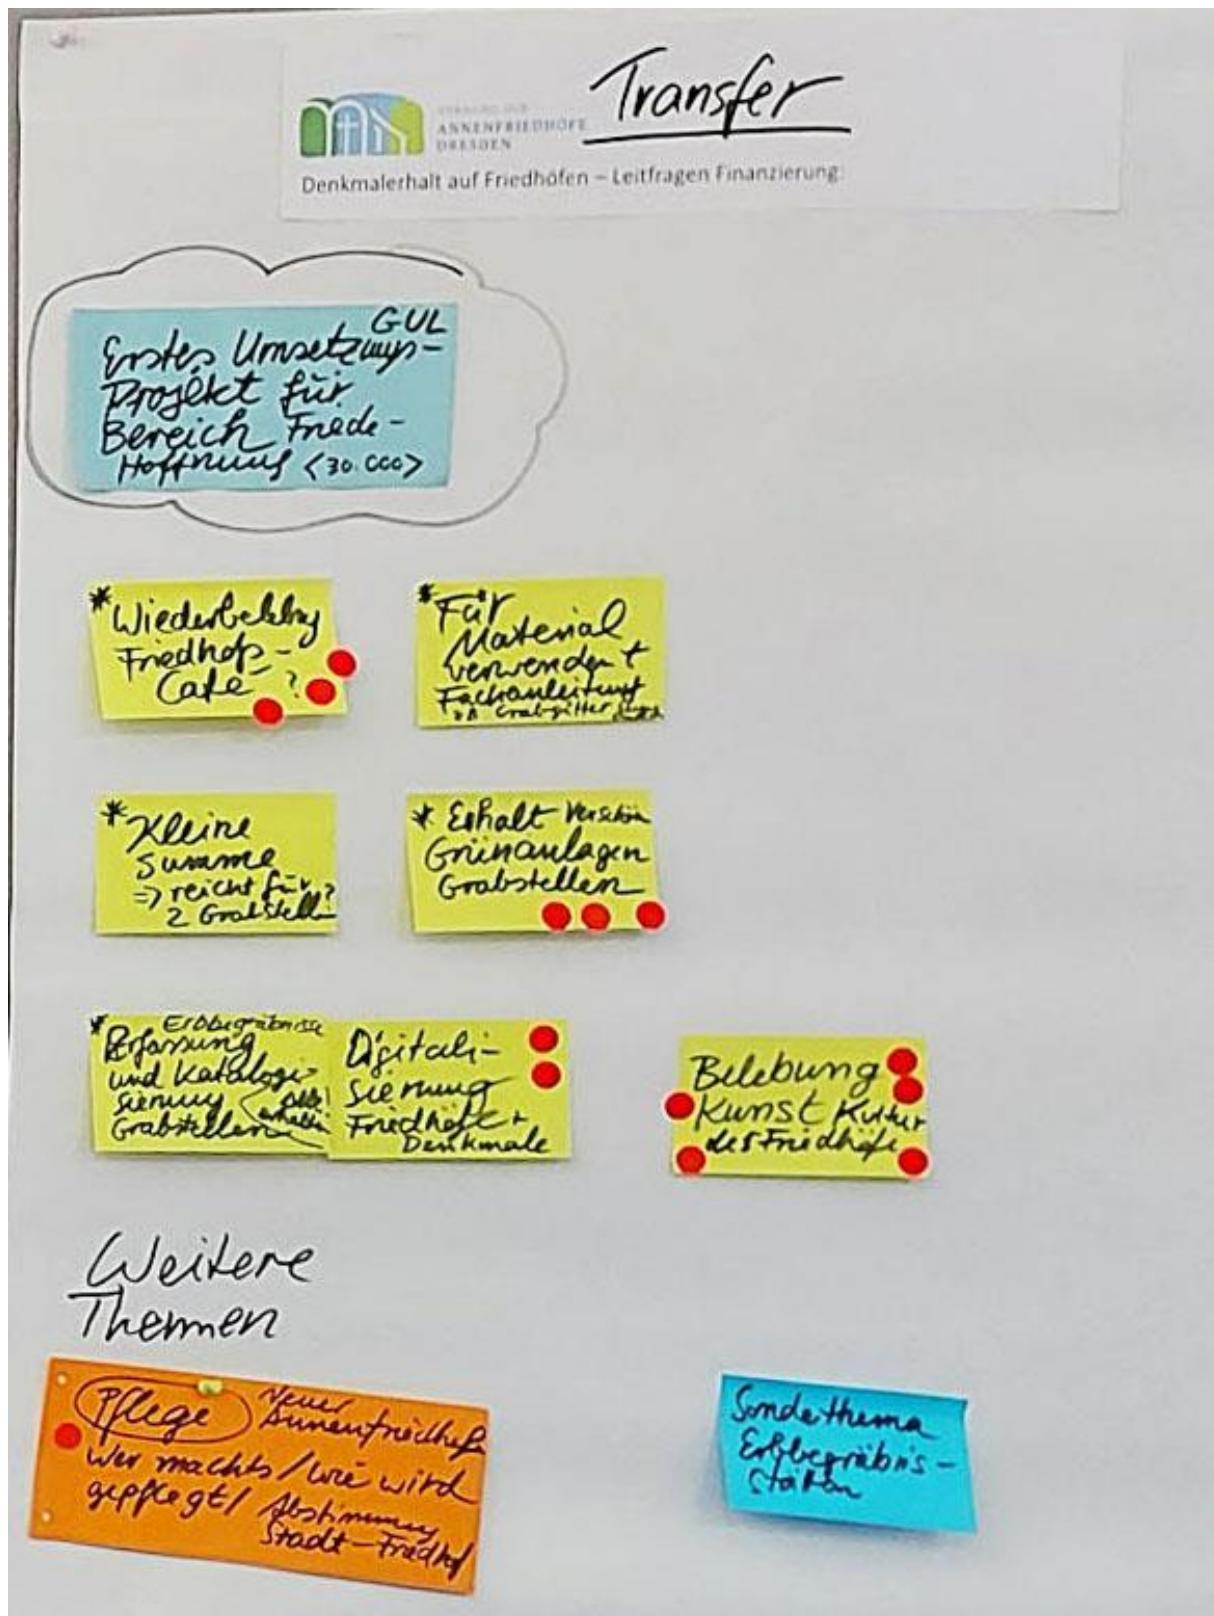 Transfer
ANNENFRIEDHÖFE
DRESDEN
Denkmalerhalt auf Friedhöfen – Leitfragen Finanzierung:
GUL
Erstes Umsetzungs-
Projekt für
Bereich Friede-
Hoffnung <30.000>
* Wiederbelebung
Friedhofs-
Cafe ?
* Für
Material
verwenden +
Fachanleitung
Grabgitter
* Kleine
Summe
=> reicht für ?
2 Grabstellen
* Erhalt Verschön
Grünanlagen
Grabstellen
* Erbbegräbnisse
Erfassung
und Katalogi-
sierung
Grabstellen
Digitali-
sierung
Friedhöfe +
Denkmale
Belebung
Kunst Kultur
des Friedhöfe
Weitere
Themen
Pflege Neuer
Annenfriedhof
Wer machts / wie wird
gepflegt / Abstimmung
Stadt – Friedhof
Sonderthema
Erbbegräbnis-
stätten